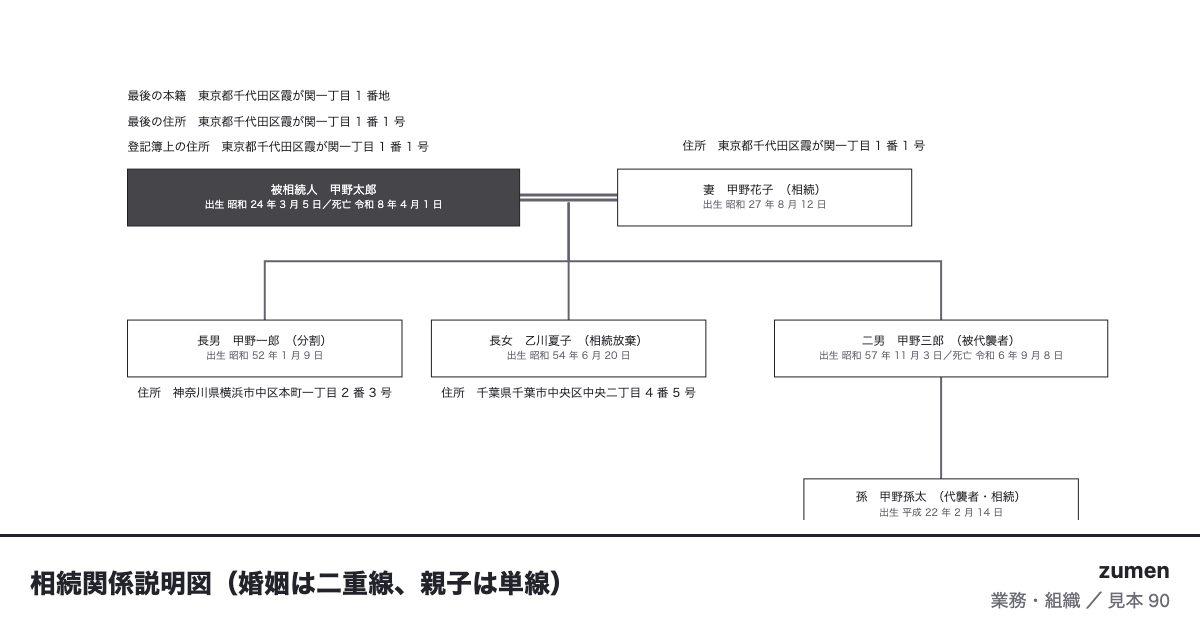 最後の本籍　東京都千代田区霞が関一丁目 1 番地
最後の住所　東京都千代田区霞が関一丁目 1 番 1 号
登記簿上の住所　東京都千代田区霞が関一丁目 1 番 1 号
住所　東京都千代田区霞が関一丁目 1 番 1 号
被相続人　甲野太郎
出生 昭和 24 年 3 月 5 日／死亡 令和 8 年 4 月 1 日
妻　甲野花子　（相続）
出生 昭和 27 年 8 月 12 日
長男　甲野一郎　（分割）
出生 昭和 52 年 1 月 9 日
住所　神奈川県横浜市中区本町一丁目 2 番 3 号
長女　乙川夏子　（相続放棄）
出生 昭和 54 年 6 月 20 日
住所　千葉県千葉市中央区中央二丁目 4 番 5 号
二男　甲野三郎　（被代襲者）
出生 昭和 57 年 11 月 3 日／死亡 令和 6 年 9 月 8 日
孫　甲野孫太　（代襲者・相続）
出生 平成 22 年 2 月 14 日
相続関係説明図（婚姻は二重線、親子は単線）
zumen
業務・組織 ／ 見本 90